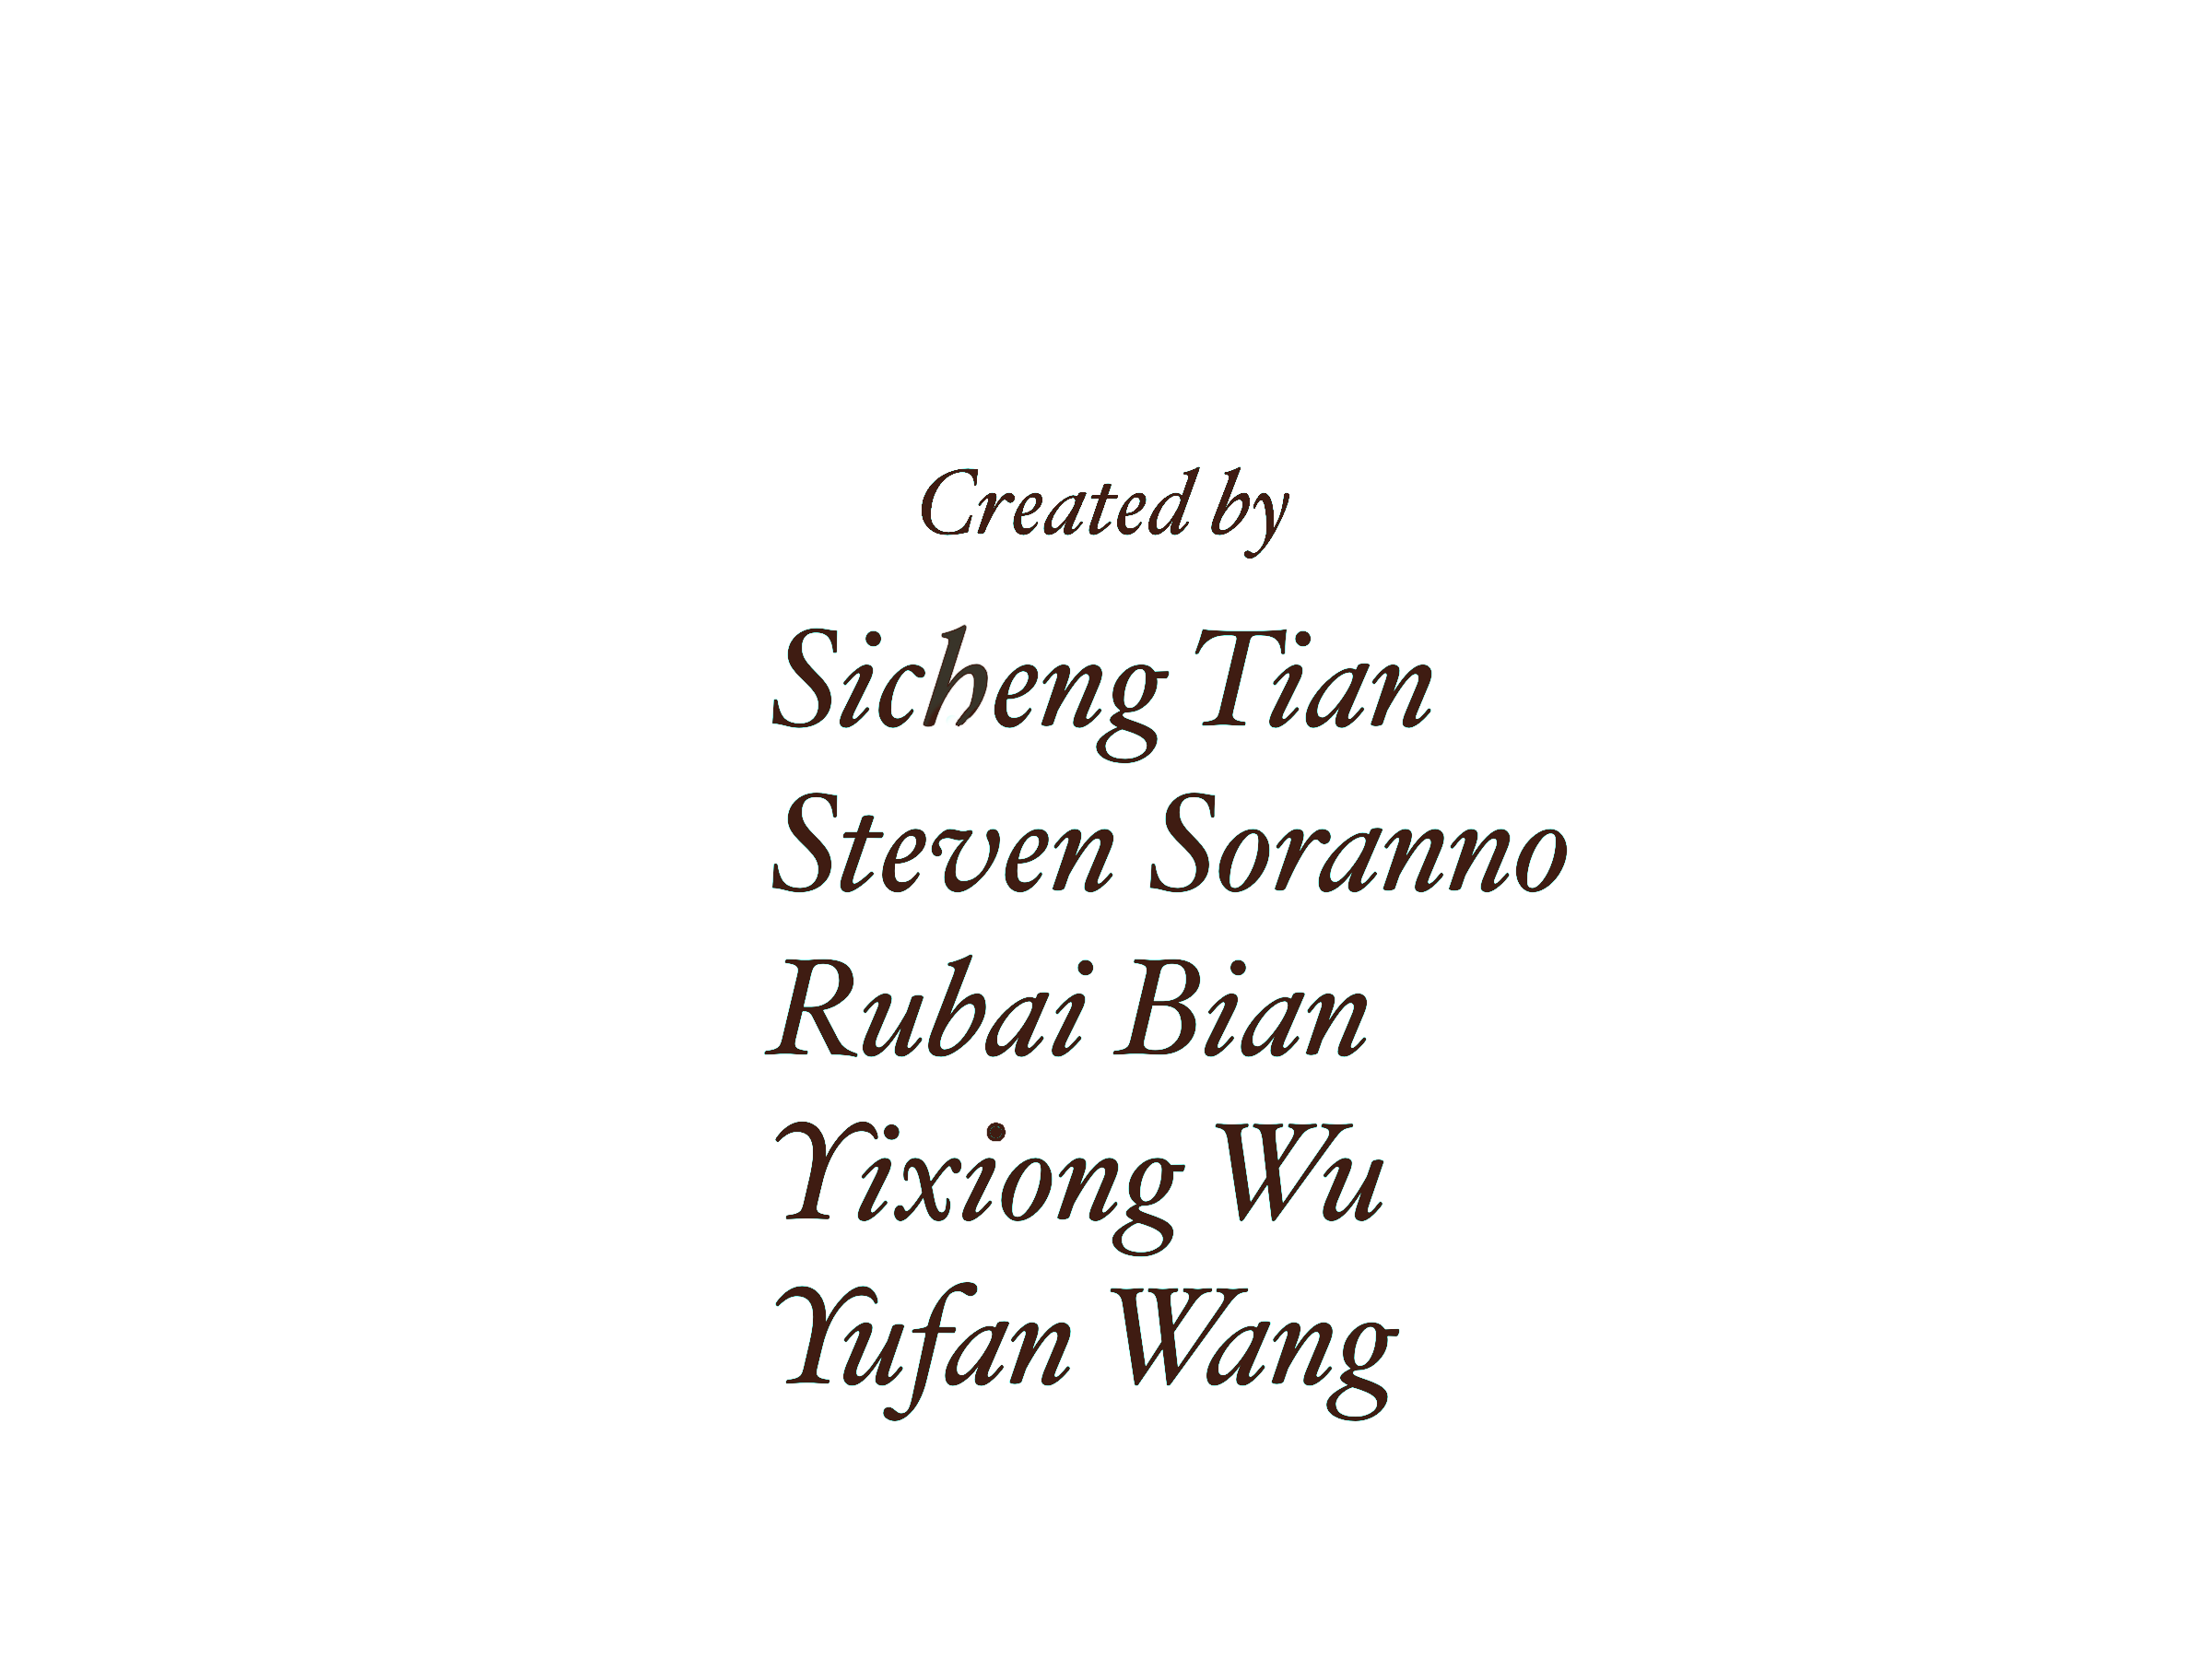 Created by
Sicheng Tian
Steven Soranno
Rubai Bian
Yixiong Wu
Yufan Wang